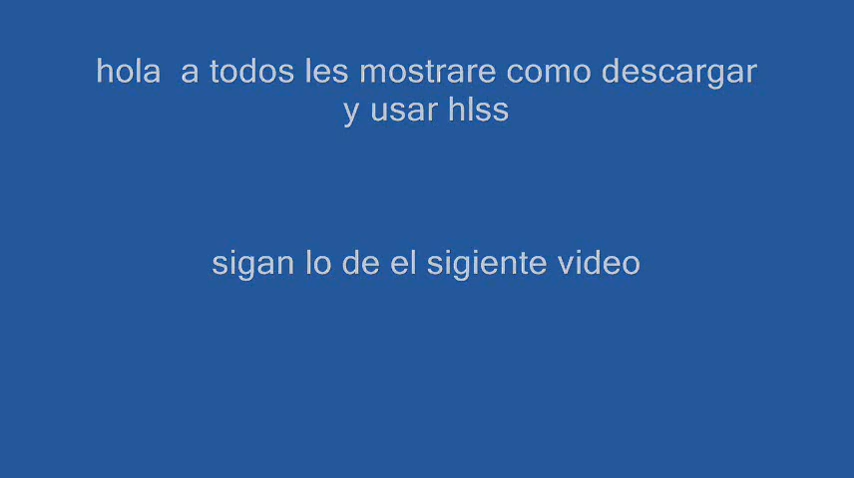 hola  a todos les mostrare como descargar
y usar hlss
sigan lo de el sigiente video